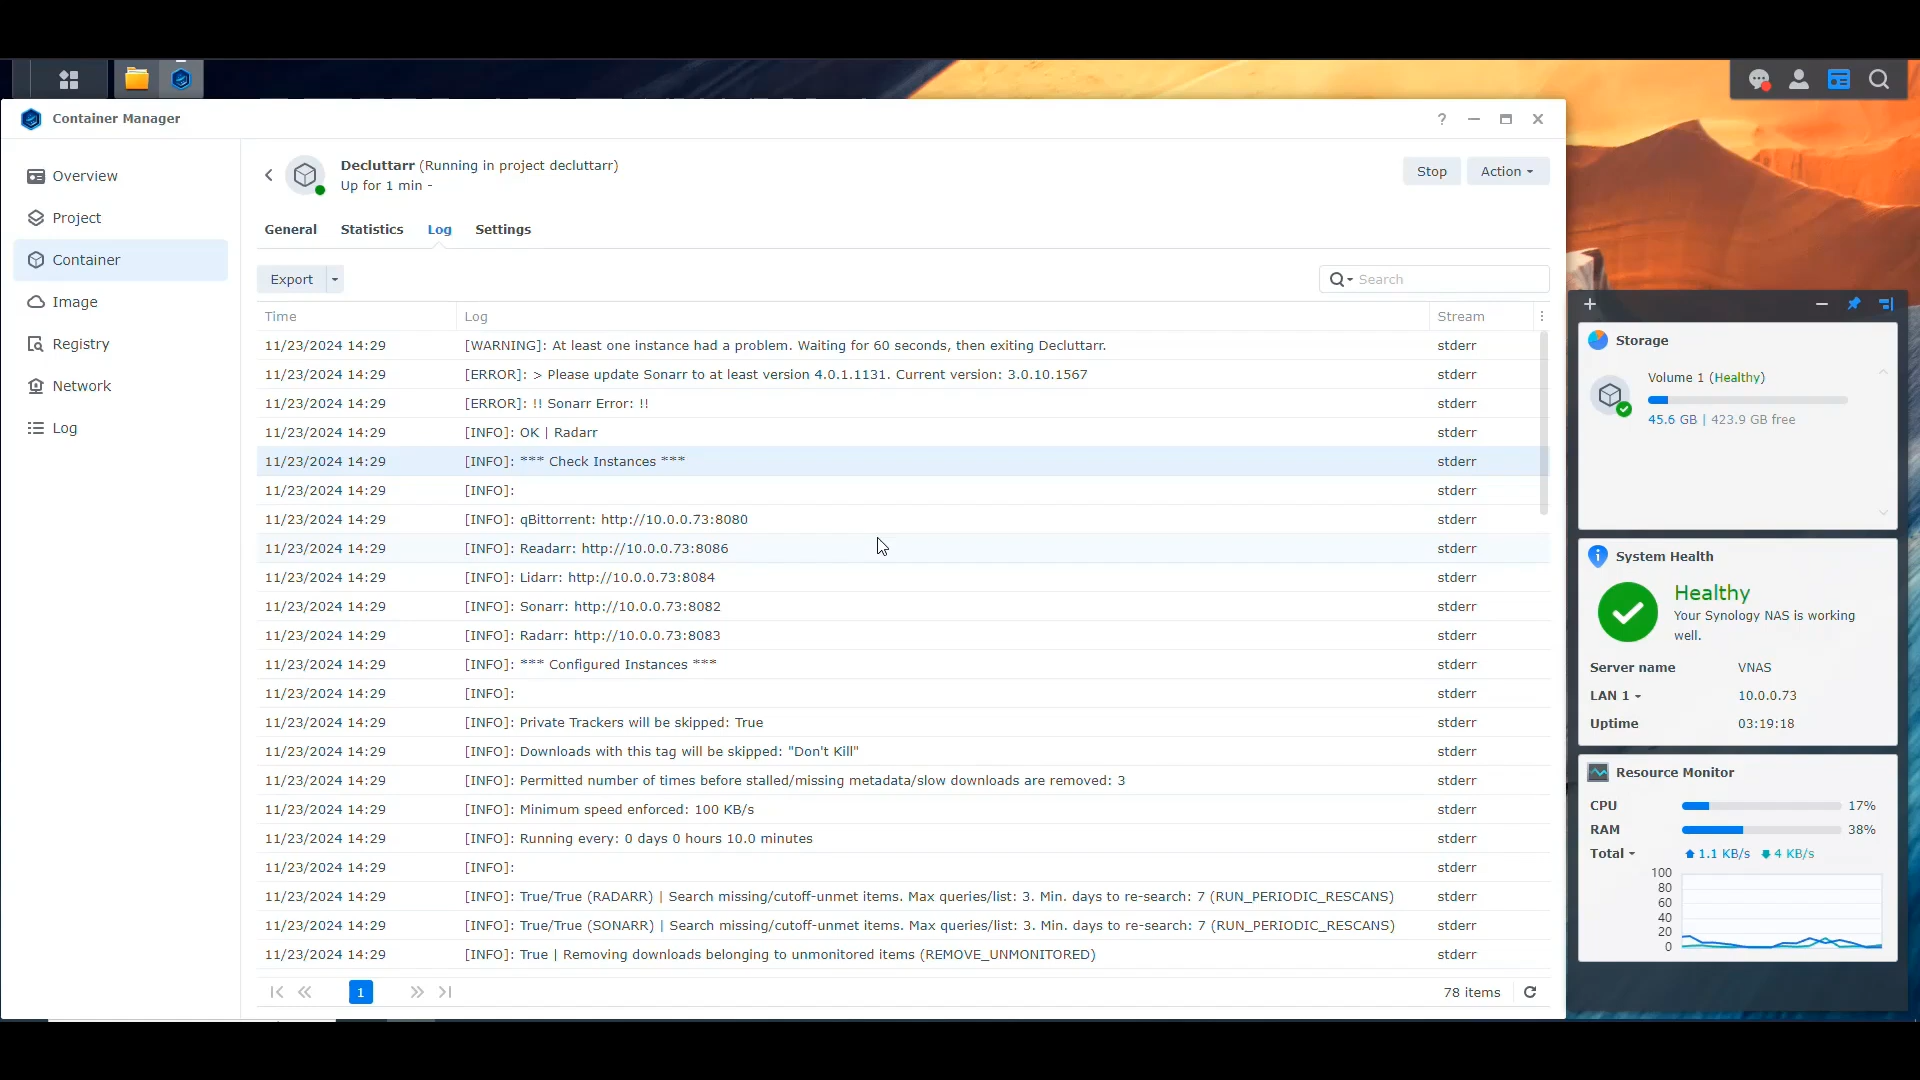 Container Manager
?
Overview
Project
Container
Image
Registry
Network
Log
Decluttarr (Running in project decluttarr)
Up for 1 min -
Stop
Action
General
Statistics
Log
Settings
Export
Search
Time
Log
Stream
11/23/2024 14:29 [WARNING]: At least one instance had a problem. Waiting for 60 seconds, then exiting Decluttarr. stderr
11/23/2024 14:29 [ERROR]: > Please update Sonarr to at least version 4.0.1.1131. Current version: 3.0.10.1567 stderr
11/23/2024 14:29 [ERROR]: !! Sonarr Error: !! stderr
11/23/2024 14:29 [INFO]: OK | Radarr stderr
11/23/2024 14:29 [INFO]: *** Check Instances *** stderr
11/23/2024 14:29 [INFO]: stderr
11/23/2024 14:29 [INFO]: qBittorrent: http://10.0.0.73:8080 stderr
11/23/2024 14:29 [INFO]: Readarr: http://10.0.0.73:8086 stderr
11/23/2024 14:29 [INFO]: Lidarr: http://10.0.0.73:8084 stderr
11/23/2024 14:29 [INFO]: Sonarr: http://10.0.0.73:8082 stderr
11/23/2024 14:29 [INFO]: Radarr: http://10.0.0.73:8083 stderr
11/23/2024 14:29 [INFO]: *** Configured Instances *** stderr
11/23/2024 14:29 [INFO]: stderr
11/23/2024 14:29 [INFO]: Private Trackers will be skipped: True stderr
11/23/2024 14:29 [INFO]: Downloads with this tag will be skipped: "Don't Kill" stderr
11/23/2024 14:29 [INFO]: Permitted number of times before stalled/missing metadata/slow downloads are removed: 3 stderr
11/23/2024 14:29 [INFO]: Minimum speed enforced: 100 KB/s stderr
11/23/2024 14:29 [INFO]: Running every: 0 days 0 hours 10.0 minutes stderr
11/23/2024 14:29 [INFO]: stderr
11/23/2024 14:29 [INFO]: True/True (RADARR) | Search missing/cutoff-unmet items. Max queries/list: 3. Min. days to re-search: 7 (RUN_PERIODIC_RESCANS) stderr
11/23/2024 14:29 [INFO]: True/True (SONARR) | Search missing/cutoff-unmet items. Max queries/list: 3. Min. days to re-search: 7 (RUN_PERIODIC_RESCANS) stderr
11/23/2024 14:29 [INFO]: True | Removing downloads belonging to unmonitored items (REMOVE_UNMONITORED) stderr
1
78 items
Storage
Volume 1 (Healthy)
45.6 GB | 423.9 GB free
System Health
Healthy
Your Synology NAS is working
well.
Server name VNAS
LAN 1 10.0.0.73
Uptime 03:19:18
Resource Monitor
CPU 17%
RAM 38%
Total 1.1 KB/s 4 KB/s
100
80
60
40
20
0